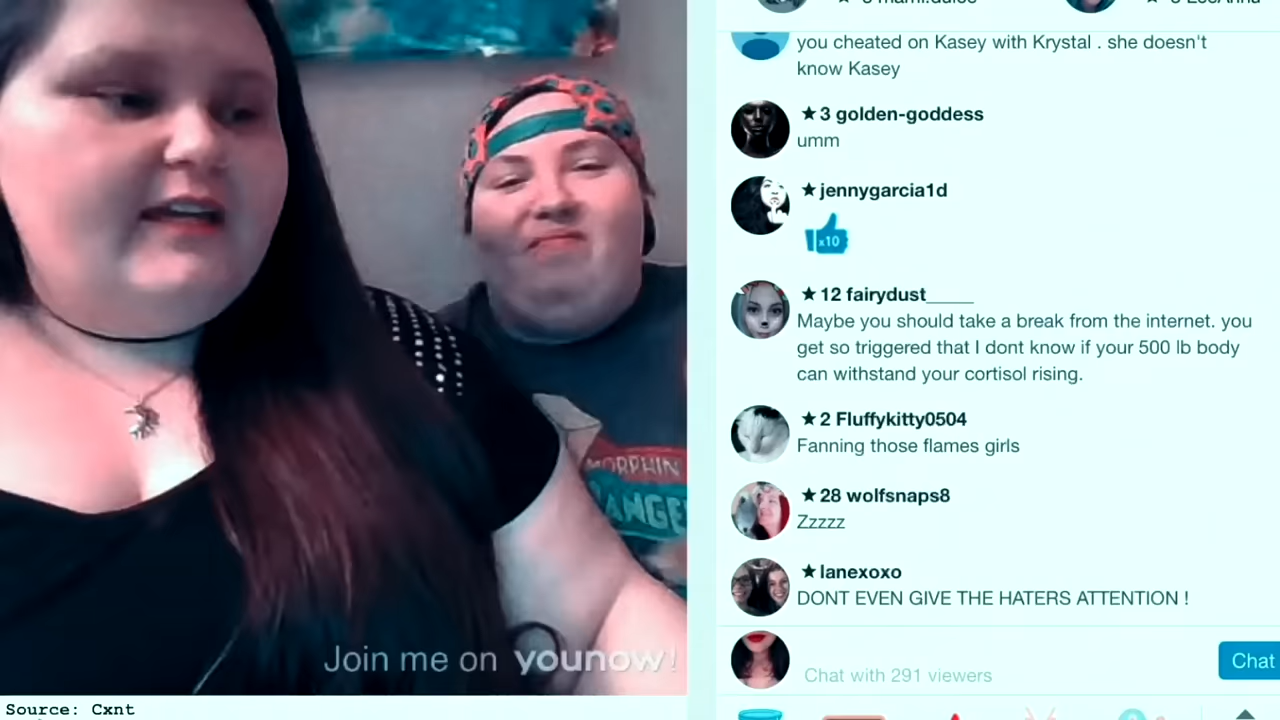 you cheated on Kasey with Krystal . she doesn't
know Kasey
★ 3 golden-goddess
umm
★ jennygarcia1d
x10
★ 12 fairydust_____
Maybe you should take a break from the internet. you
get so triggered that I dont know if your 500 lb body
can withstand your cortisol rising.
★ 2 Fluffykitty0504
Fanning those flames girls
★ 28 wolfsnaps8
Zzzzz
★ lanexoxo
DONT EVEN GIVE THE HATERS ATTENTION !
Chat with 291 viewers
Chat
MORPHIN
RANGE
Join me on younow!
Source: Cxnt